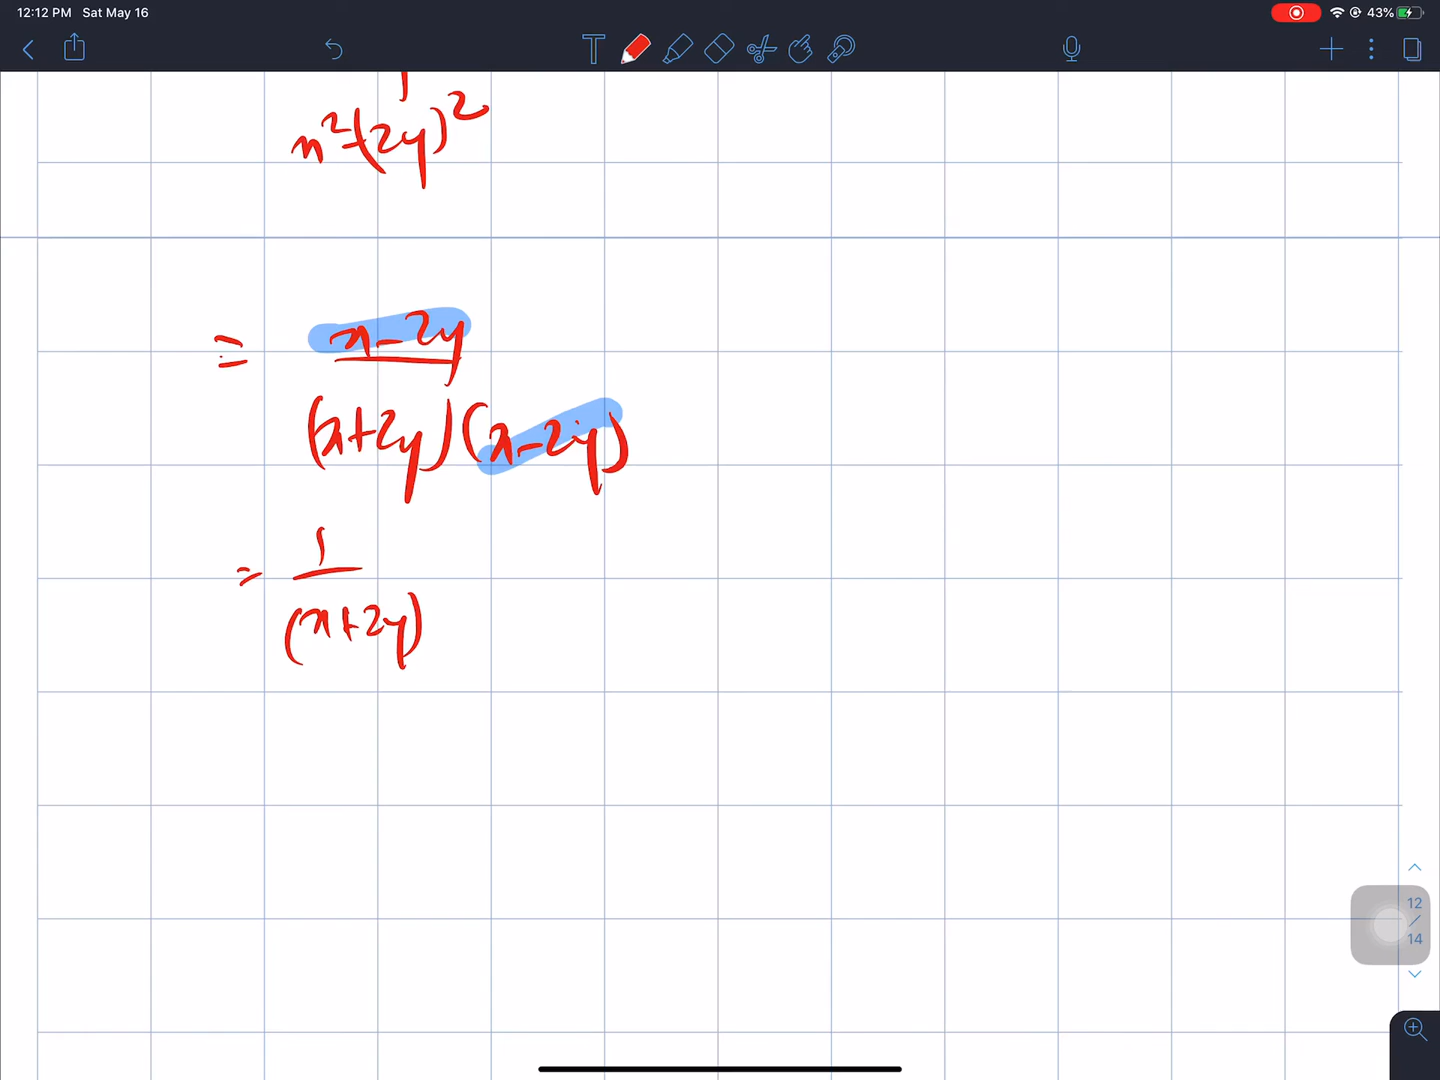 12:12 PM Sat May 16
43%
T
x²-(2y)²
= x-2y
(x+2y)(x-2y)
= 1
(x+2y)
12
14